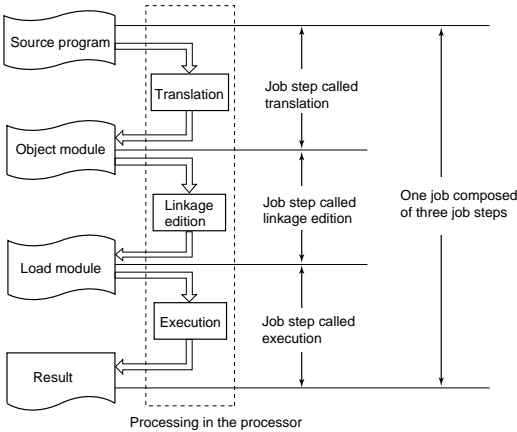 Source program
Translation
Job step called
translation
Object module
Linkage
edition
Job step called
linkage edition
One job composed
of three job steps
Load module
Execution
Job step called
execution
Result
Processing in the processor